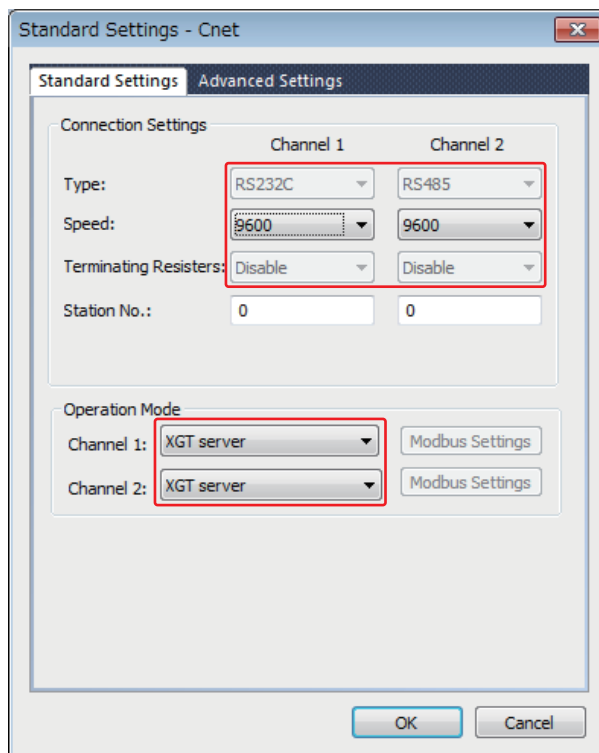 Standard Settings - Cnet
Standard Settings Advanced Settings
Connection Settings
Channel 1 Channel 2
Type: RS232C RS485
Speed: 9600 9600
Terminating Resisters: Disable Disable
Station No.: 0 0
Operation Mode
Channel 1: XGT server Modbus Settings
Channel 2: XGT server Modbus Settings
OK Cancel